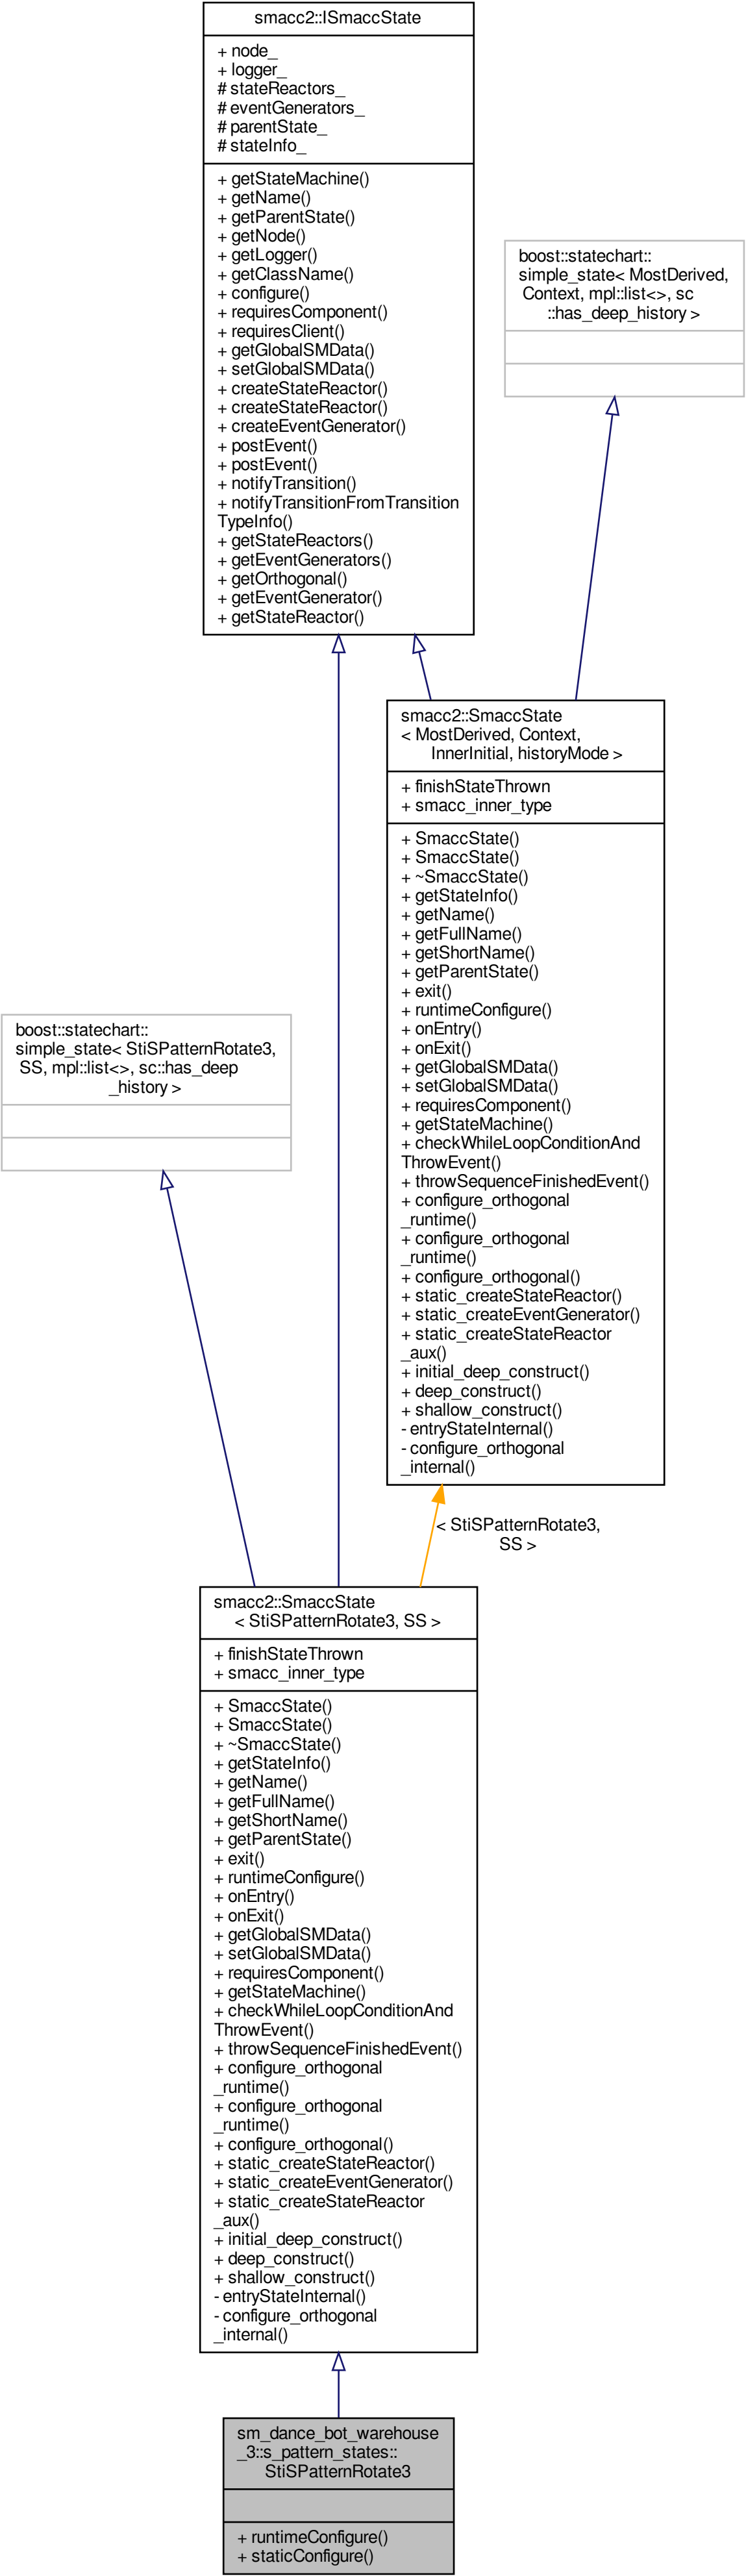 smacc2::ISmaccState
+ node_
+ logger_
# stateReactors_
# eventGenerators_
# parentState_
# stateInfo_
+ getStateMachine()
+ getName()
+ getParentState()
+ getNode()
+ getLogger()
+ getClassName()
+ configure()
+ requiresComponent()
+ requiresClient()
+ getGlobalSMData()
+ setGlobalSMData()
+ createStateReactor()
+ createStateReactor()
+ createEventGenerator()
+ postEvent()
+ postEvent()
+ notifyTransition()
+ notifyTransitionFromTransition
TypeInfo()
+ getStateReactors()
+ getEventGenerators()
+ getOrthogonal()
+ getEventGenerator()
+ getStateReactor()
boost::statechart::
simple_state< MostDerived,
Context, mpl::list<>, sc
::has_deep_history >
smacc2::SmaccState
< MostDerived, Context,
InnerInitial, historyMode >
+ finishStateThrown
+ smacc_inner_type
+ SmaccState()
+ SmaccState()
+ ~SmaccState()
+ getStateInfo()
+ getName()
+ getFullName()
+ getShortName()
+ getParentState()
+ exit()
+ runtimeConfigure()
+ onEntry()
+ onExit()
+ getGlobalSMData()
+ setGlobalSMData()
+ requiresComponent()
+ getStateMachine()
+ checkWhileLoopConditionAnd
ThrowEvent()
+ throwSequenceFinishedEvent()
+ configure_orthogonal
_runtime()
+ configure_orthogonal
_runtime()
+ configure_orthogonal()
+ static_createStateReactor()
+ static_createEventGenerator()
+ static_createStateReactor
_aux()
+ initial_deep_construct()
+ deep_construct()
+ shallow_construct()
- entryStateInternal()
- configure_orthogonal
_internal()
boost::statechart::
simple_state< StiSPatternRotate3,
SS, mpl::list<>, sc::has_deep
_history >
< StiSPatternRotate3,
SS >
smacc2::SmaccState
< StiSPatternRotate3, SS >
+ finishStateThrown
+ smacc_inner_type
+ SmaccState()
+ SmaccState()
+ ~SmaccState()
+ getStateInfo()
+ getName()
+ getFullName()
+ getShortName()
+ getParentState()
+ exit()
+ runtimeConfigure()
+ onEntry()
+ onExit()
+ getGlobalSMData()
+ setGlobalSMData()
+ requiresComponent()
+ getStateMachine()
+ checkWhileLoopConditionAnd
ThrowEvent()
+ throwSequenceFinishedEvent()
+ configure_orthogonal
_runtime()
+ configure_orthogonal
_runtime()
+ configure_orthogonal()
+ static_createStateReactor()
+ static_createEventGenerator()
+ static_createStateReactor
_aux()
+ initial_deep_construct()
+ deep_construct()
+ shallow_construct()
- entryStateInternal()
- configure_orthogonal
_internal()
sm_dance_bot_warehouse
_3::s_pattern_states::
StiSPatternRotate3
+ runtimeConfigure()
+ staticConfigure()